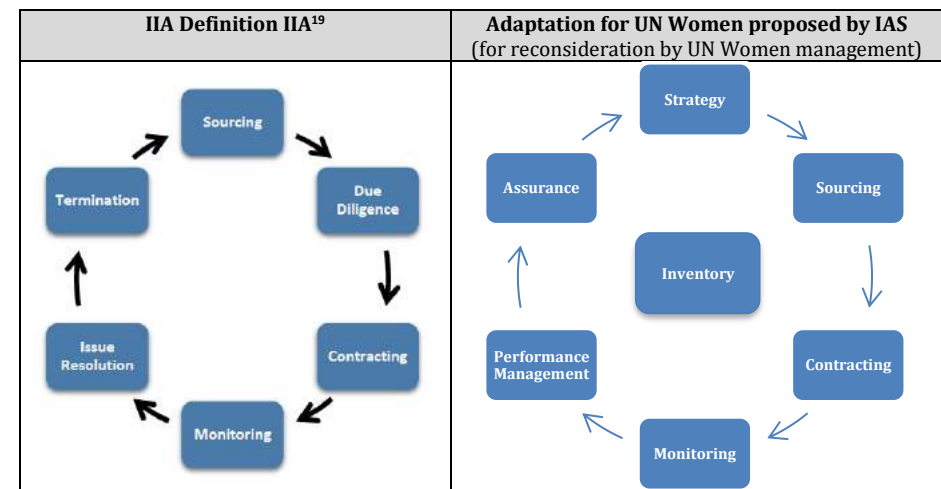 IIA Definition IIA19
Sourcing
Due
Diligence
Contracting
Monitoring
Issue
Resolution
Termination
Adaptation for UN Women proposed by IAS
(for reconsideration by UN Women management)
Strategy
Sourcing
Contracting
Monitoring
Performance
Management
Assurance
Inventory